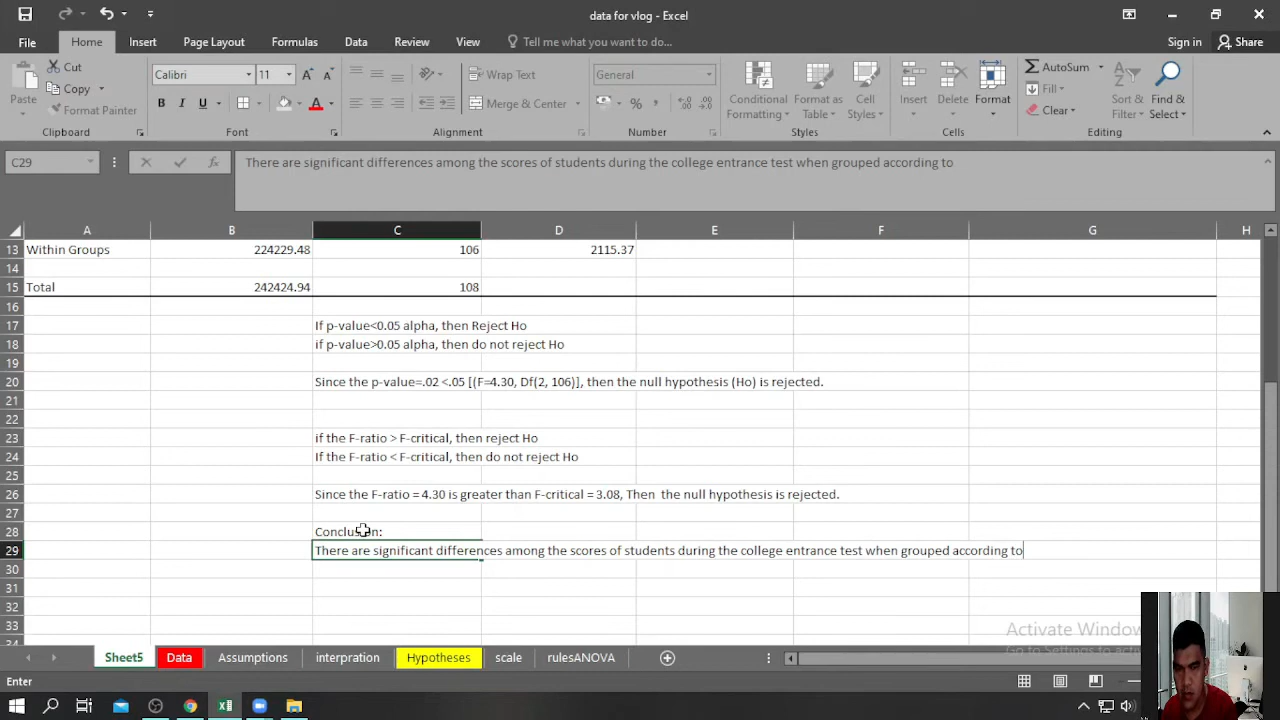 data for vlog - Excel
Sign in
Share
File
Home
Insert
Page Layout
Formulas
Data
Review
View
Tell me what you want to do...
Paste
Cut
Copy
Format Painter
Clipboard
Calibri
11
B I U
Font
Wrap Text
Merge & Center
Alignment
General
%
Number
Conditional Formatting
Format as Table
Cell Styles
Styles
Insert
Delete
Format
Cells
AutoSum
Fill
Clear
Sort & Filter
Find & Select
Editing
C29
fx
There are significant differences among the scores of students during the college entrance test when grouped according to
A B C D E F G H
13 Within Groups 224229.48 106 2115.37
14
15 Total 242424.94 108
16
17 If p-value<0.05 alpha, then Reject Ho
18 if p-value>0.05 alpha, then do not reject Ho
19
20 Since the p-value=.02 <.05 [(F=4.30, Df(2, 106)], then the null hypothesis (Ho) is rejected.
21
22
23 if the F-ratio > F-critical, then reject Ho
24 If the F-ratio < F-critical, then do not reject Ho
25
26 Since the F-ratio = 4.30 is greater than F-critical = 3.08, Then the null hypothesis is rejected.
27
28 Conclusion:
29 There are significant differences among the scores of students during the college entrance test when grouped according to
30
31
32
33
34
Activate Window
Go to Settings to activ
Sheet5
Data
Assumptions
interpration
Hypotheses
scale
rulesANOVA
Enter